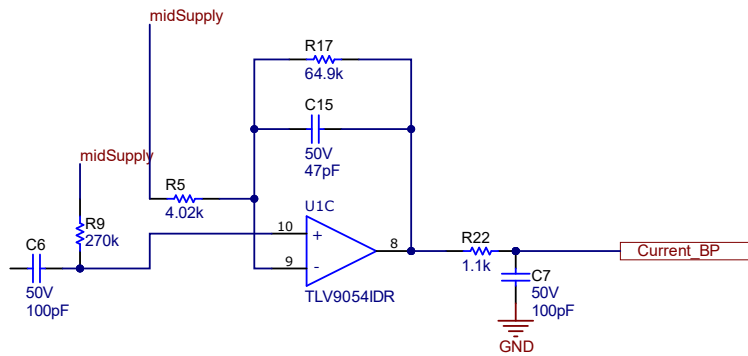 midSupply
R17
64.9k
C15
50V
47pF
midSupply
R5
4.02k
U1C
R9
270k
10
+
9
-
8
TLV9054IDR
C6
50V
100pF
R22
1.1k
Current_BP
C7
50V
100pF
GND